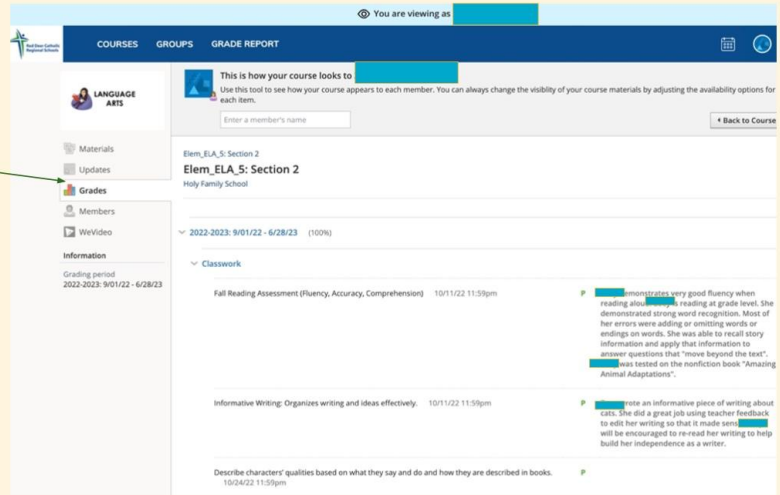 You are viewing as
Red Deer Catholic
Regional Schools
COURSES GROUPS GRADE REPORT
LANGUAGE
ARTS
This is how your course looks to
Use this tool to see how your course appears to each member. You can always change the visiblity of your course materials by adjusting the availability options for
each item.
Enter a member's name
Back to Course
Materials
Updates
Grades
Members
WeVideo
Information
Grading period
2022-2023: 9/01/22 - 6/28/23
Elem_ELA_5: Section 2
Elem_ELA_5: Section 2
Holy Family School
2022-2023: 9/01/22 - 6/28/23 (100%)
Classwork
Fall Reading Assessment (Fluency, Accuracy, Comprehension) 10/11/22 11:59pm
P emonstrates very good fluency when
reading alou s reading at grade level. She
demonstrated strong word recognition. Most of
her errors were adding or omitting words or
endings on words. She was able to recall story
information and apply that information to
answer questions that "move beyond the text".
was tested on the nonfiction book "Amazing
Animal Adaptations".
Informative Writing: Organizes writing and ideas effectively. 10/11/22 11:59pm
P rote an informative piece of writing about
cats. She did a great job using teacher feedback
to edit her writing so that it made sens
will be encouraged to re-read her writing to help
build her independence as a writer.
Describe characters' qualities based on what they say and do and how they are described in books. P
10/24/22 11:59pm